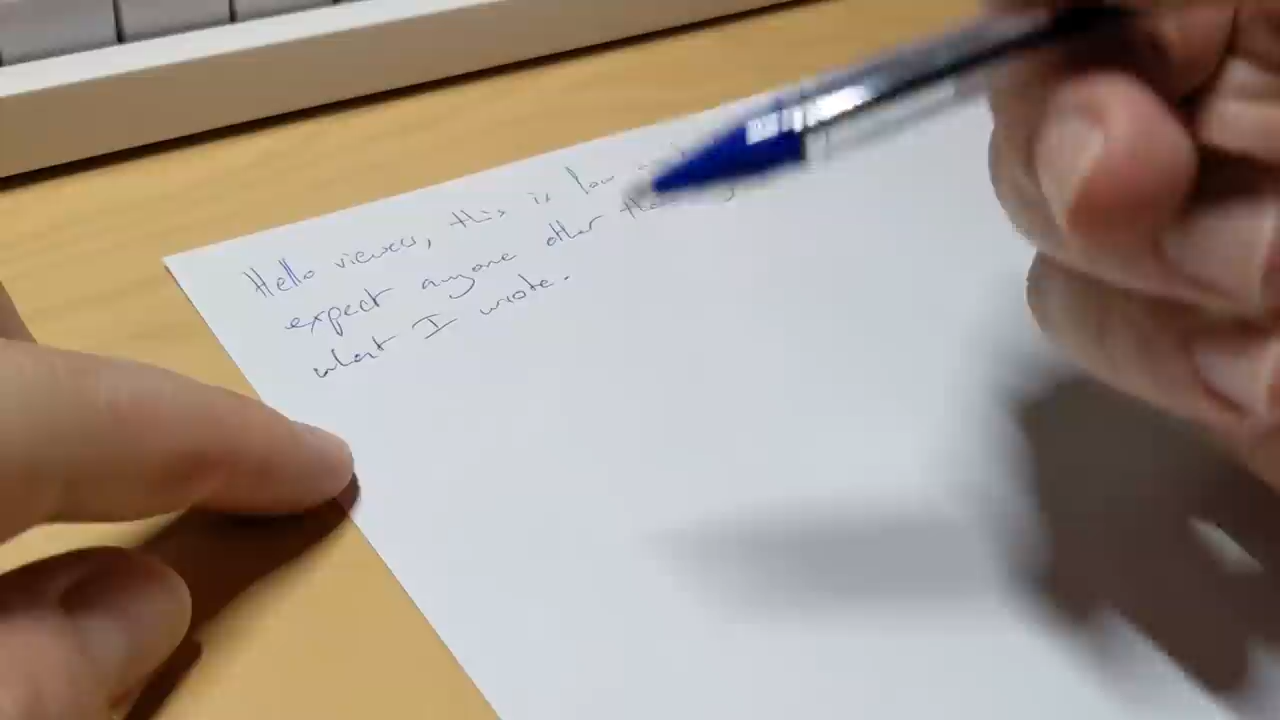 Hello viewers, this is how
expect anyone other
what I wrote.